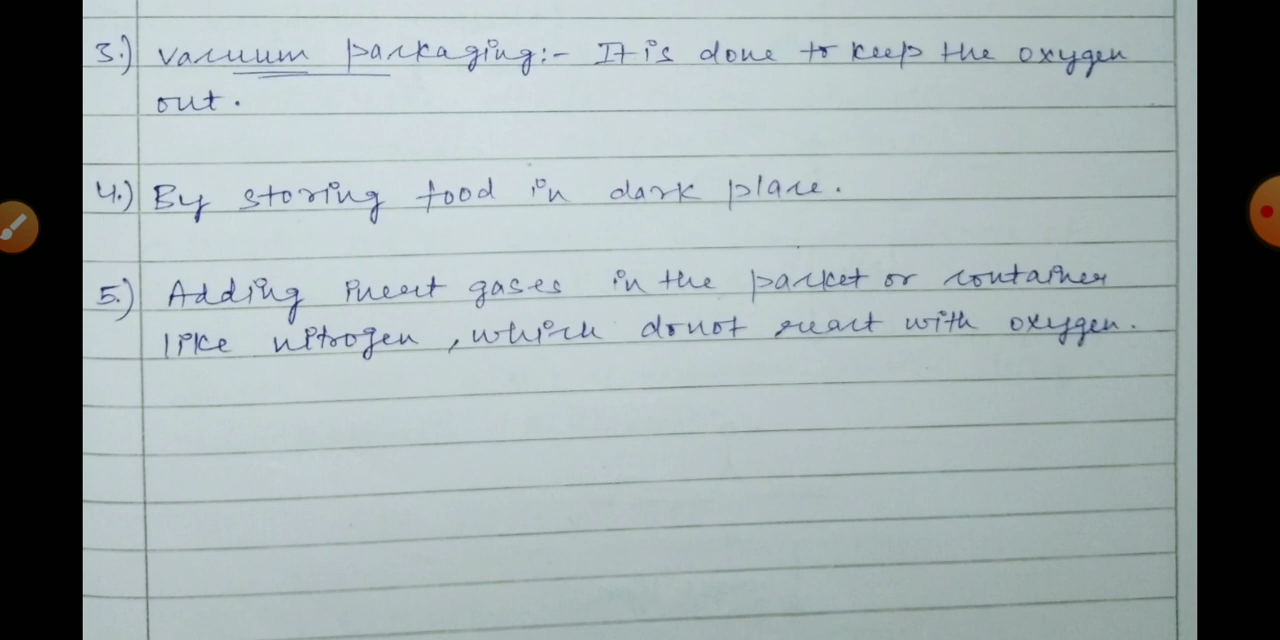 3.) Vacuum packaging:- It is done to keep the oxygen
out.
4.) By storing food in dark place.
5.) Adding inert gases in the packet or container
like nitrogen, which donot react with oxygen.